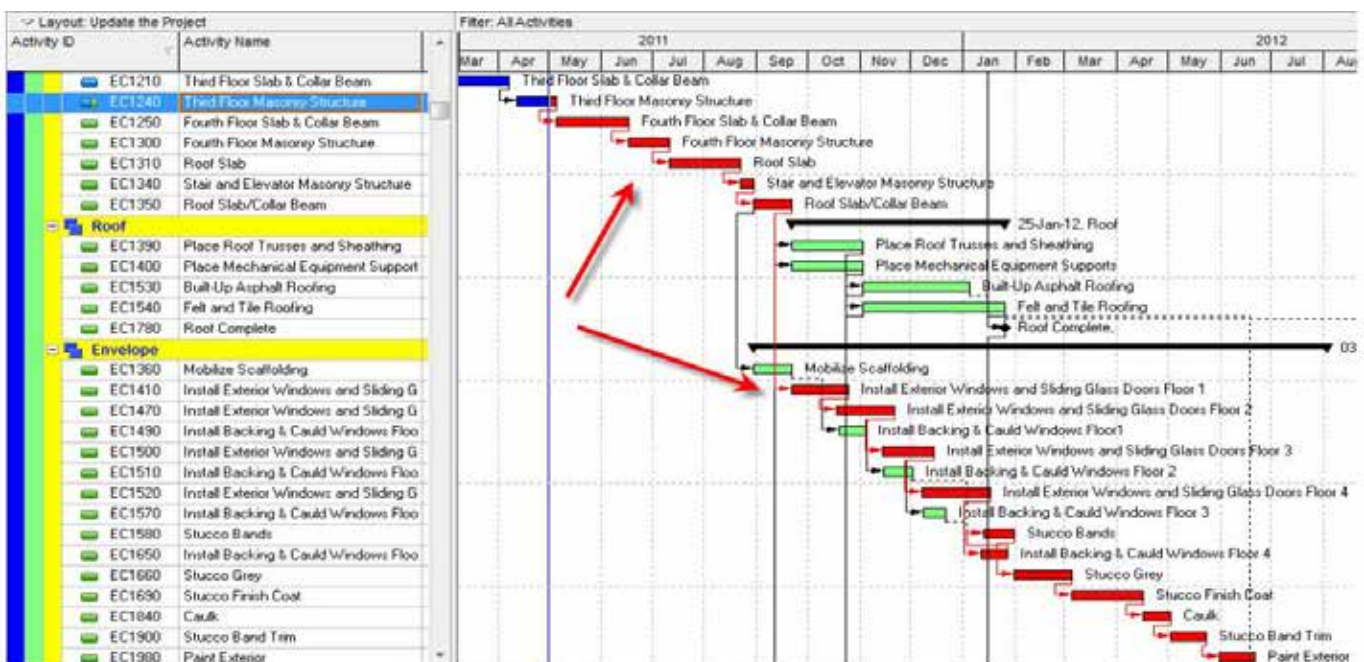 Layout: Update the Project
Filter: All Activities
Activity ID Activity Name
2011 2012
Mar Apr May Jun Jul Aug Sep Oct Nov Dec Jan Feb Mar Apr May Jun Jul Au
EC1210 Third Floor Slab & Collar Beam Third Floor Slab & Collar Beam
EC1240 Third Floor Masonry Structure Third Floor Masonry Structure
EC1250 Fourth Floor Slab & Collar Beam Fourth Floor Slab & Collar Beam
EC1300 Fourth Floor Masonry Structure Fourth Floor Masonry Structure
EC1310 Roof Slab Roof Slab
EC1340 Stair and Elevator Masonry Structure Stair and Elevator Masonry Structure
EC1350 Roof Slab/Collar Beam Roof Slab/Collar Beam
Roof 25-Jan-12, Roof
EC1390 Place Roof Trusses and Sheathing Place Roof Trusses and Sheathing
EC1400 Place Mechanical Equipment Support Place Mechanical Equipment Supports
EC1530 Built-Up Asphalt Roofing Built-Up Asphalt Roofing
EC1540 Felt and Tile Roofing Felt and Tile Roofing
EC1780 Roof Complete Roof Complete,
Envelope 03
EC1360 Mobilize Scaffolding Mobilize Scaffolding
EC1410 Install Exterior Windows and Sliding G Install Exterior Windows and Sliding Glass Doors Floor 1
EC1470 Install Exterior Windows and Sliding G Install Exterior Windows and Sliding Glass Doors Floor 2
EC1490 Install Backing & Cauld Windows Floo Install Backing & Cauld Windows Floor1
EC1500 Install Exterior Windows and Sliding G Install Exterior Windows and Sliding Glass Doors Floor 3
EC1510 Install Backing & Cauld Windows Floo Install Backing & Cauld Windows Floor 2
EC1520 Install Exterior Windows and Sliding G Install Exterior Windows and Sliding Glass Doors Floor 4
EC1570 Install Backing & Cauld Windows Floo Install Backing & Cauld Windows Floor 3
EC1580 Stucco Bands Stucco Bands
EC1650 Install Backing & Cauld Windows Floo Install Backing & Cauld Windows Floor 4
EC1660 Stucco Grey Stucco Grey
EC1690 Stucco Finish Coat Stucco Finish Coat
EC1840 Caulk Caulk
EC1900 Stucco Band Trim Stucco Band Trim
EC1980 Paint Exterior Paint Exterior